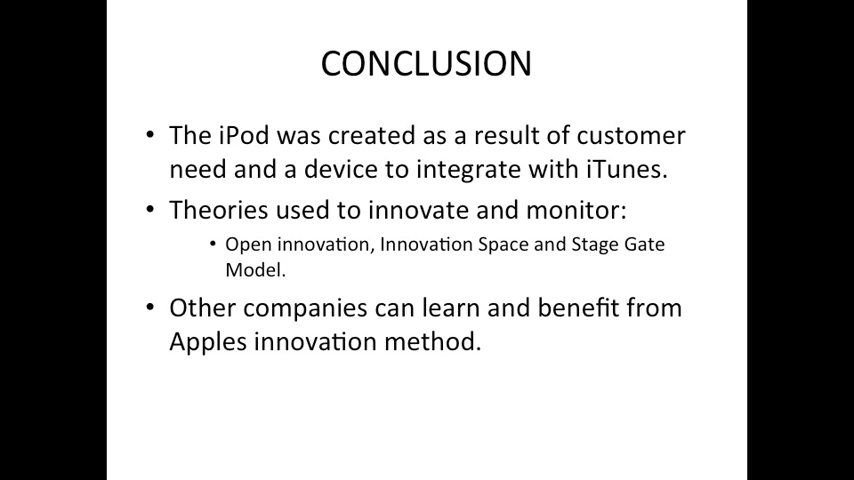 CONCLUSION
• The iPod was created as a result of customer
need and a device to integrate with iTunes.
• Theories used to innovate and monitor:
• Open innovation, Innovation Space and Stage Gate
Model.
• Other companies can learn and benefit from
Apples innovation method.